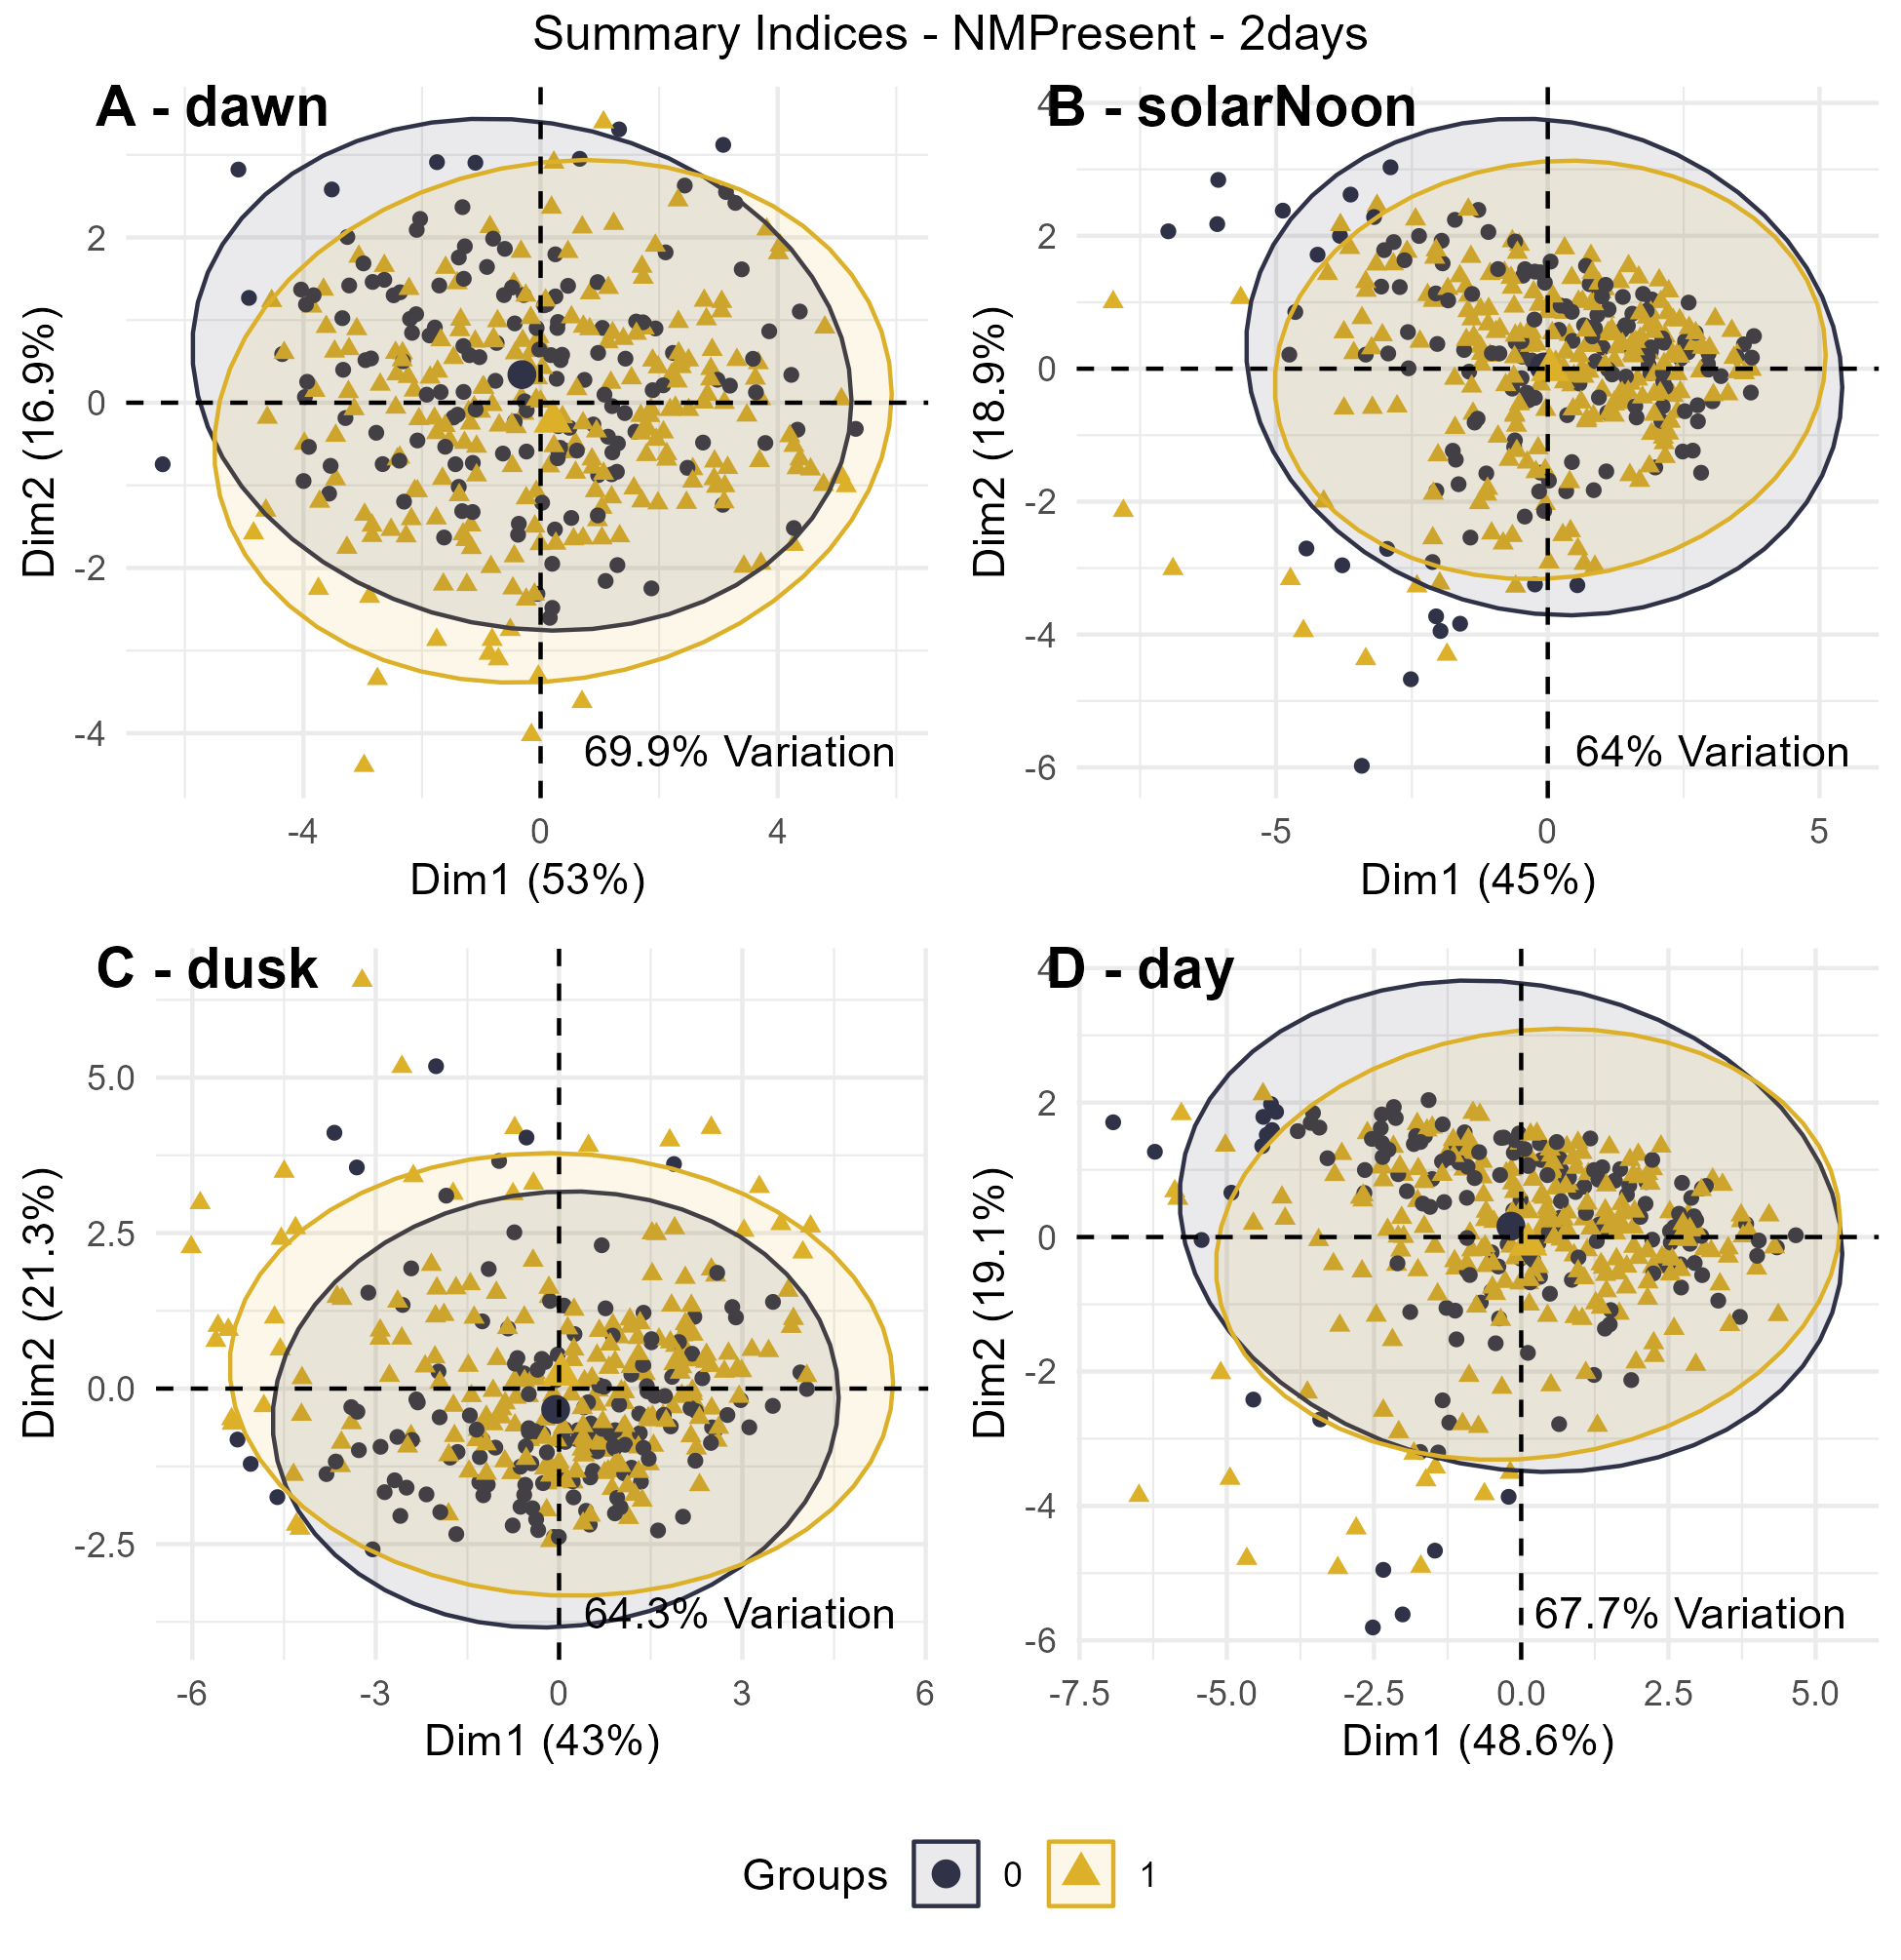 Summary Indices - NMPresent - 2days
A - dawn
2
0
-2
-4
Dim2 (16.9%)
69.9% Variation
-4
0
4
Dim1 (53%)
B - solarNoon
4
2
0
-2
-4
-6
Dim2 (18.9%)
64% Variation
-5
0
5
Dim1 (45%)
C - dusk
5.0
2.5
0.0
-2.5
Dim2 (21.3%)
64.3% Variation
-6
-3
0
3
6
Dim1 (43%)
D - day
4
2
0
-2
-4
-6
Dim2 (19.1%)
67.7% Variation
-7.5
-5.0
-2.5
0.0
2.5
5.0
Dim1 (48.6%)
Groups 0 1